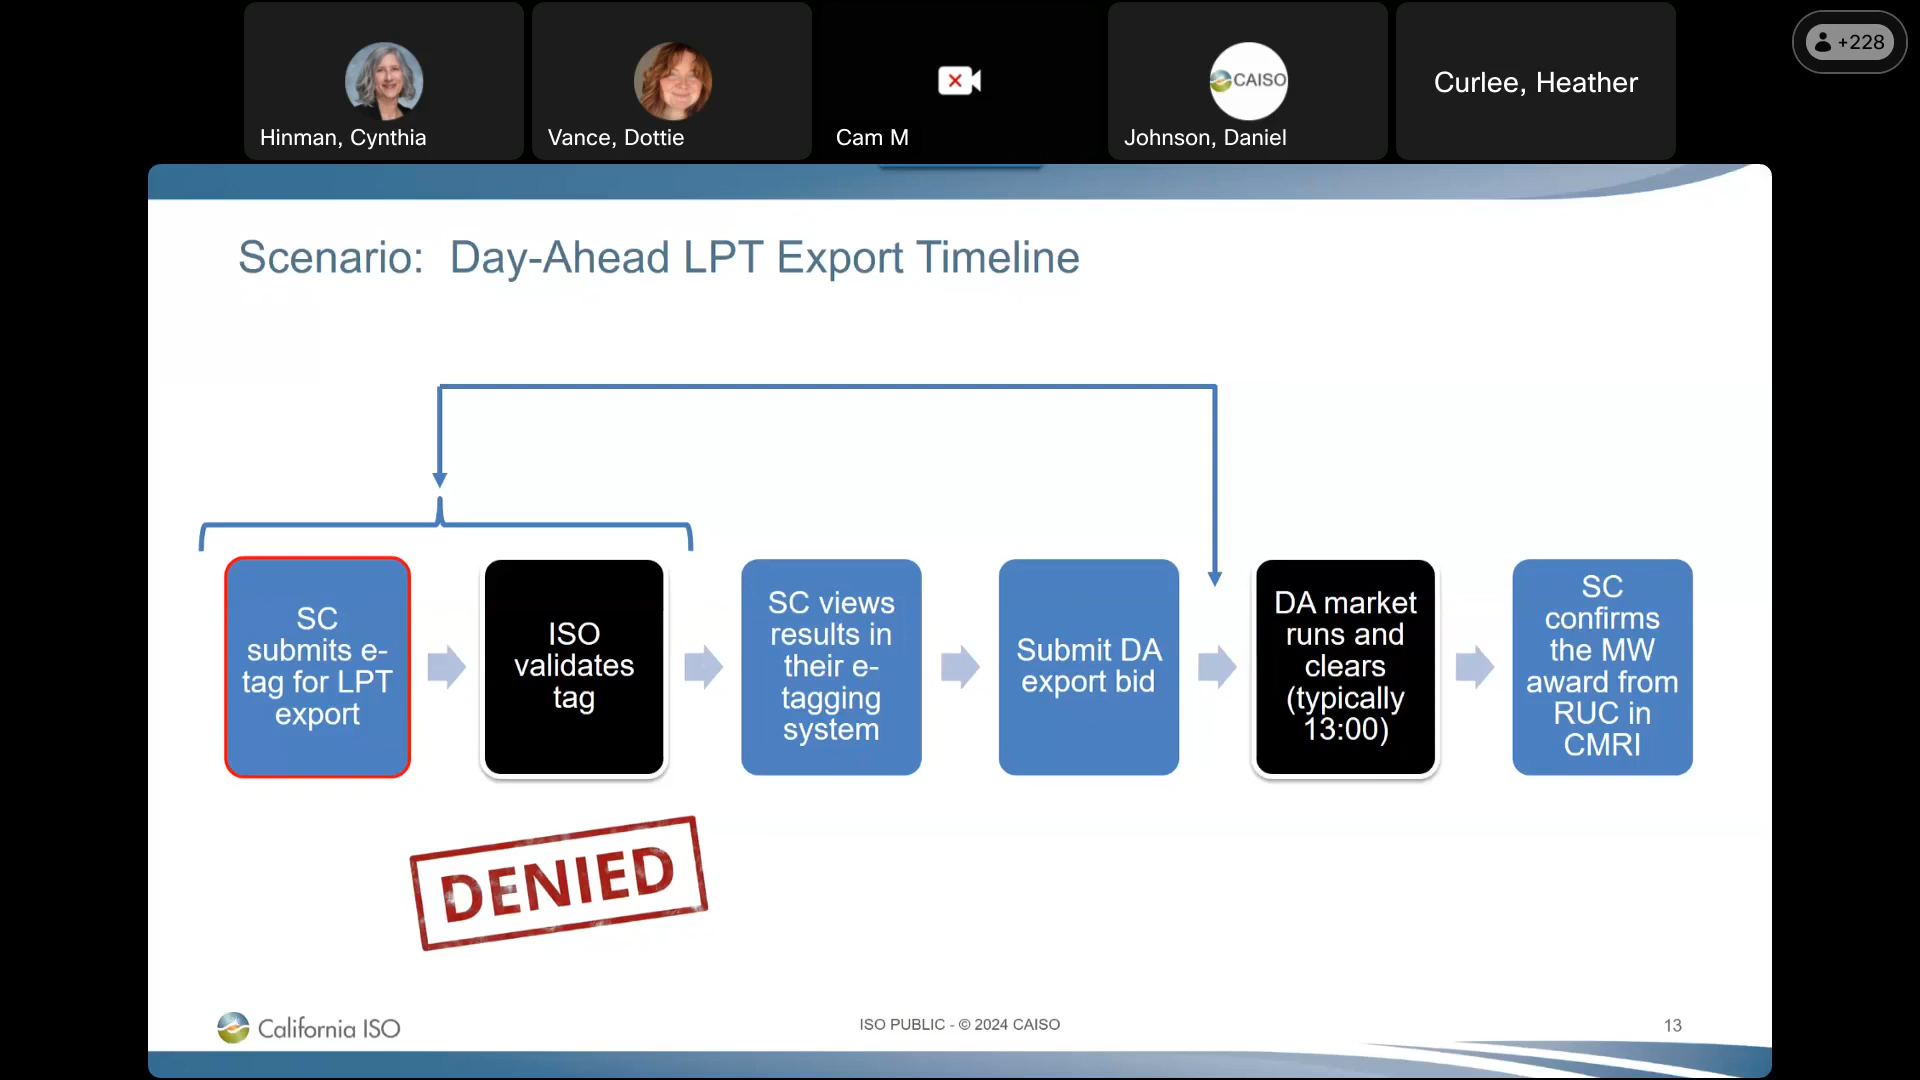 +228
Curlee, Heather
CAISO
Hinman, Cynthia
Vance, Dottie
Cam M
Johnson, Daniel
Scenario: Day-Ahead LPT Export Timeline
SC
submits e-
tag for LPT
export
ISO
validates
tag
SC views
results in
their e-
tagging
system
Submit DA
export bid
DA market
runs and
clears
(typically
13:00)
SC
confirms
the MW
award from
RUC in
CMRI
DENIED
California ISO
ISO PUBLIC - © 2024 CAISO
13